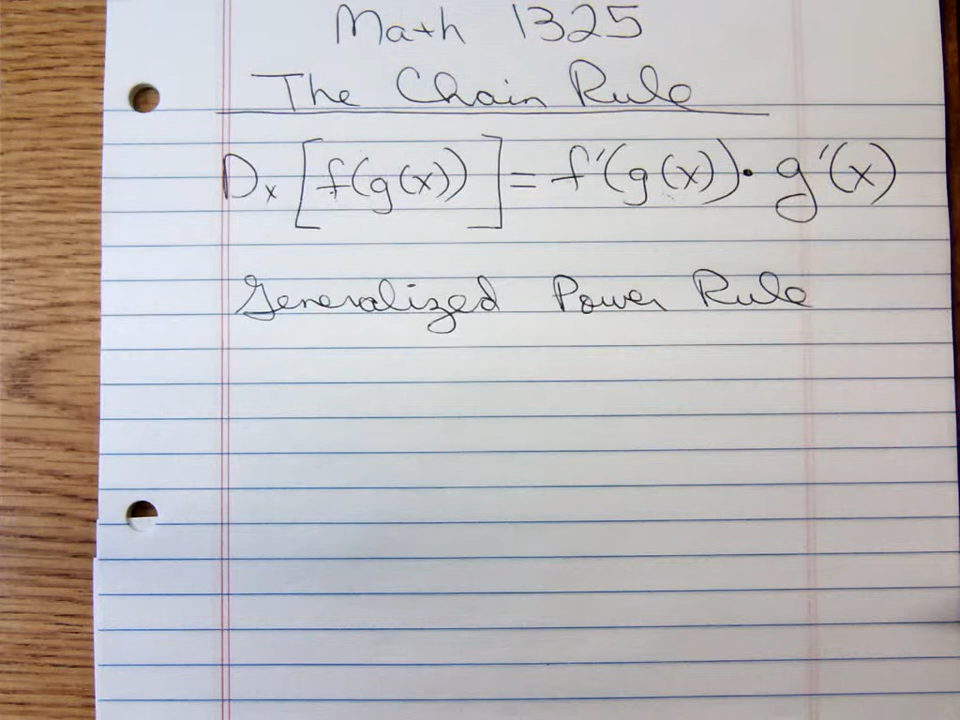 Math 1325
The Chain Rule
Dₓ [f(g(x))] = f'(g(x)) · g'(x)
Generalized Power Rule